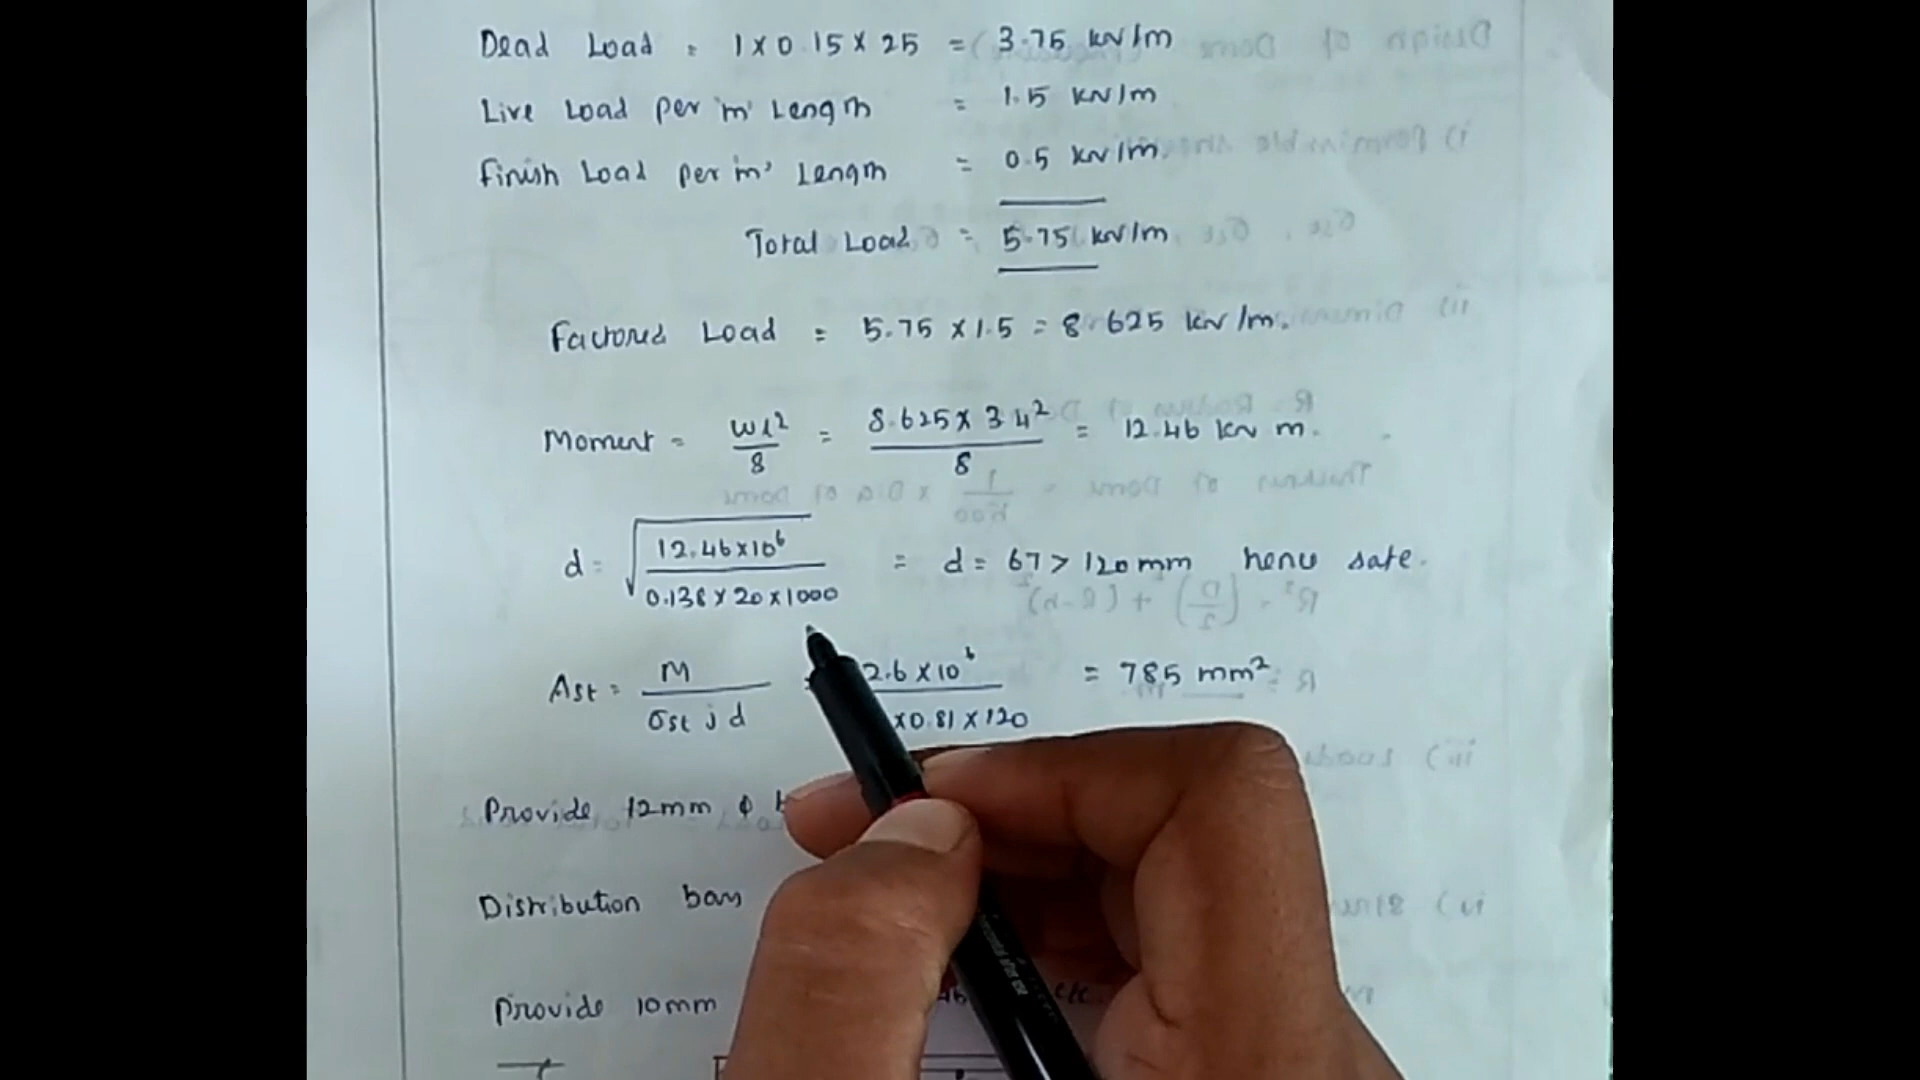 Dead Load = 1 x 0.15 x 25 = 3.75 kN/m
Live Load per 'm' Length = 1.5 kN/m
Finish Load per 'm' Length = 0.5 kN/m
Total Load = 5.75 kN/m
Factored Load = 5.75 x 1.5 = 8.625 kN/m.
Moment = wl²/8 = 8.625 x 3.4²/8 = 12.46 kN m.
d = √(12.46x10⁶/0.138 x 20 x 1000) = d = 67 > 120 mm hence safe.
Ast = M/σst j d = 2.6 x 10⁶/x 0.81 x 120 = 785 mm²
Provide 12mm ϕ
Distribution bars
Provide 10mm